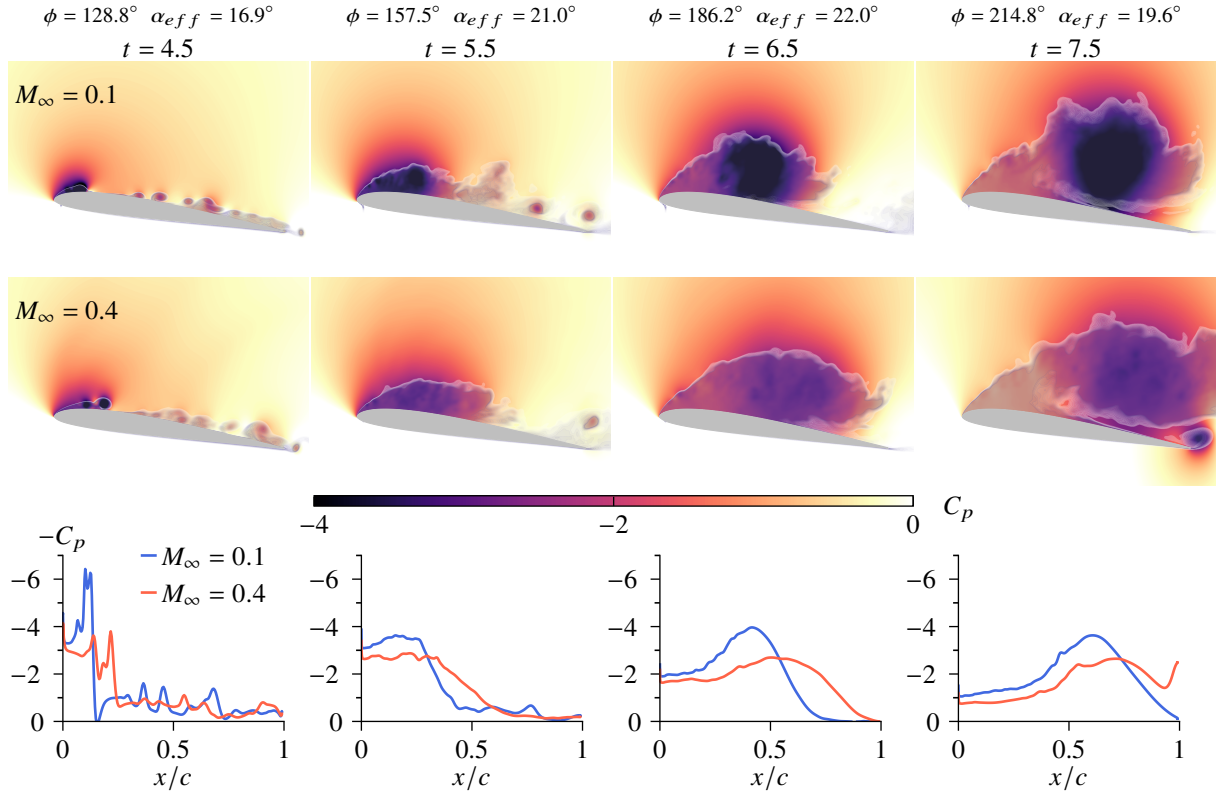 ϕ = 128.8° α_eff = 16.9° ϕ = 157.5° α_eff = 21.0° ϕ = 186.2° α_eff = 22.0° ϕ = 214.8° α_eff = 19.6°
t = 4.5 t = 5.5 t = 6.5 t = 7.5
M∞ = 0.1
M∞ = 0.4
−4 −2 0 C_p
−C_p
M∞ = 0.1
M∞ = 0.4
−6 −6 −6 −6
−4 −4 −4 −4
−2 −2 −2 −2
0 0 0 0
0 0.5 1 0 0.5 1 0 0.5 1 0 0.5 1
x/c x/c x/c x/c